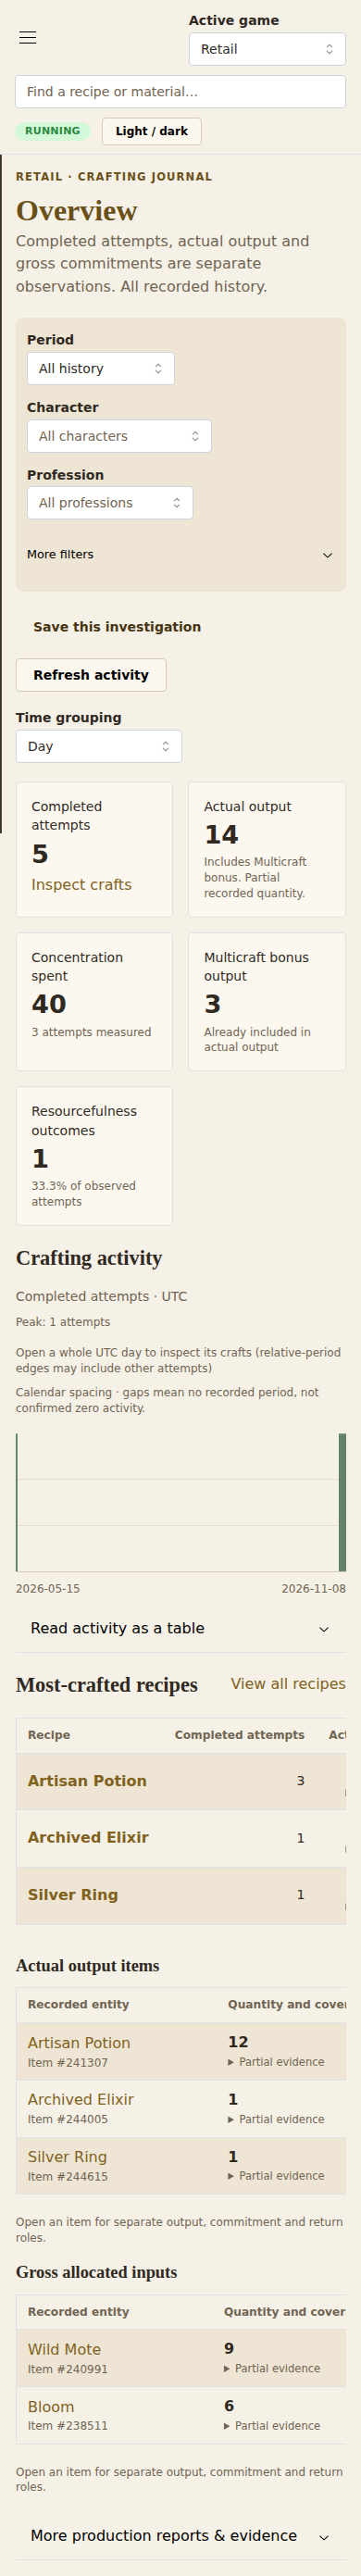 Active game
Retail
Find a recipe or material…
RUNNING
Light / dark
RETAIL · CRAFTING JOURNAL
Overview
Completed attempts, actual output and
gross commitments are separate
observations. All recorded history.
Period
All history
Character
All characters
Profession
All professions
More filters
Save this investigation
Refresh activity
Time grouping
Day
Completed
attempts
5
Inspect crafts
Actual output
14
Includes Multicraft
bonus. Partial
recorded quantity.
Concentration
spent
40
3 attempts measured
Multicraft bonus
output
3
Already included in
actual output
Resourcefulness
outcomes
1
33.3% of observed
attempts
Crafting activity
Completed attempts · UTC
Peak: 1 attempts
Open a whole UTC day to inspect its crafts (relative-period
edges may include other attempts)
Calendar spacing · gaps mean no recorded period, not
confirmed zero activity.
2026-05-15
2026-11-08
Read activity as a table
Most-crafted recipes
View all recipes
Recipe
Completed attempts
Artisan Potion
3
Archived Elixir
1
Silver Ring
1
Actual output items
Recorded entity
Quantity and
Artisan Potion
12
Item #241307
Partial evidence
Archived Elixir
1
Item #244005
Partial evidence
Silver Ring
1
Item #244615
Partial evidence
Open an item for separate output, commitment and return
roles.
Gross allocated inputs
Recorded entity
Quantity and
Wild Mote
9
Item #240991
Partial evidence
Bloom
6
Item #238511
Partial evidence
Open an item for separate output, commitment and return
roles.
More production reports & evidence